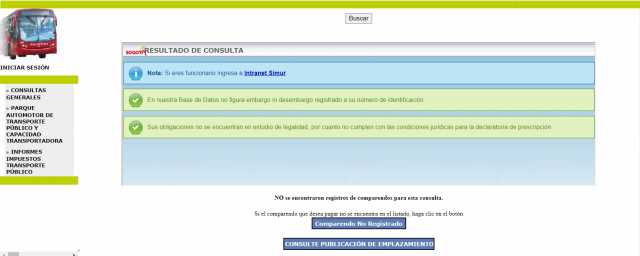 Buscar
INICIAR SESIÓN
» CONSULTAS
GENERALES
» PARQUE
AUTOMOTOR DE
TRANSPORTE
PÚBLICO Y
CAPACIDAD
TRANSPORTADORA
» INFORMES
IMPUESTOS
TRANSPORTE
PÚBLICO
BOGOTÁ RESULTADO DE CONSULTA
Nota: Si eres funcionario ingresa a Intranet Simur
En nuestra Base de Datos no figura embargo ni desembargo registrado a su número de identificación
Sus obligaciones no se encuentran en estudio de legalidad, por cuanto no cumplen con las condiciones jurídicas para la declaratoria de prescripción
NO se encontraron registros de comparendos para esta consulta.
Si el comparendo que desea pagar no se encuentra en el listado, haga clic en el botón
Comparendo No Registrado
CONSULTE PUBLICACIÓN DE EMPLAZAMIENTO